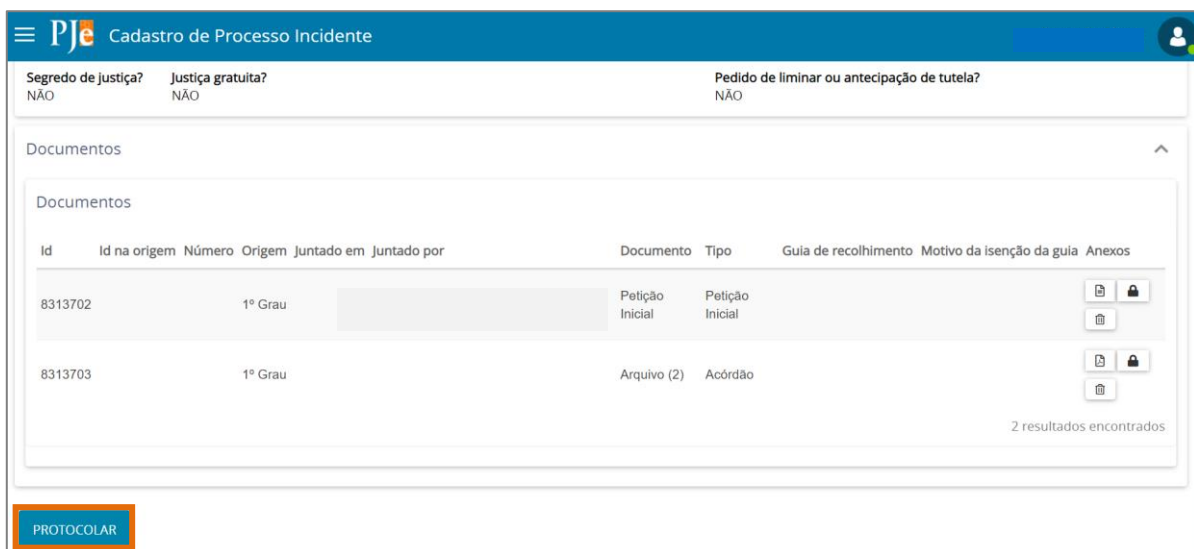 PJe Cadastro de Processo Incidente
Segredo de justiça? Justiça gratuita? Pedido de liminar ou antecipação de tutela?
NÃO NÃO NÃO
Documentos
Documentos
Id Id na origem Número Origem Juntado em Juntado por Documento Tipo Guia de recolhimento Motivo da isenção da guia Anexos
8313702 1º Grau Petição Inicial Petição Inicial
8313703 1º Grau Arquivo (2) Acórdão
2 resultados encontrados
PROTOCOLAR